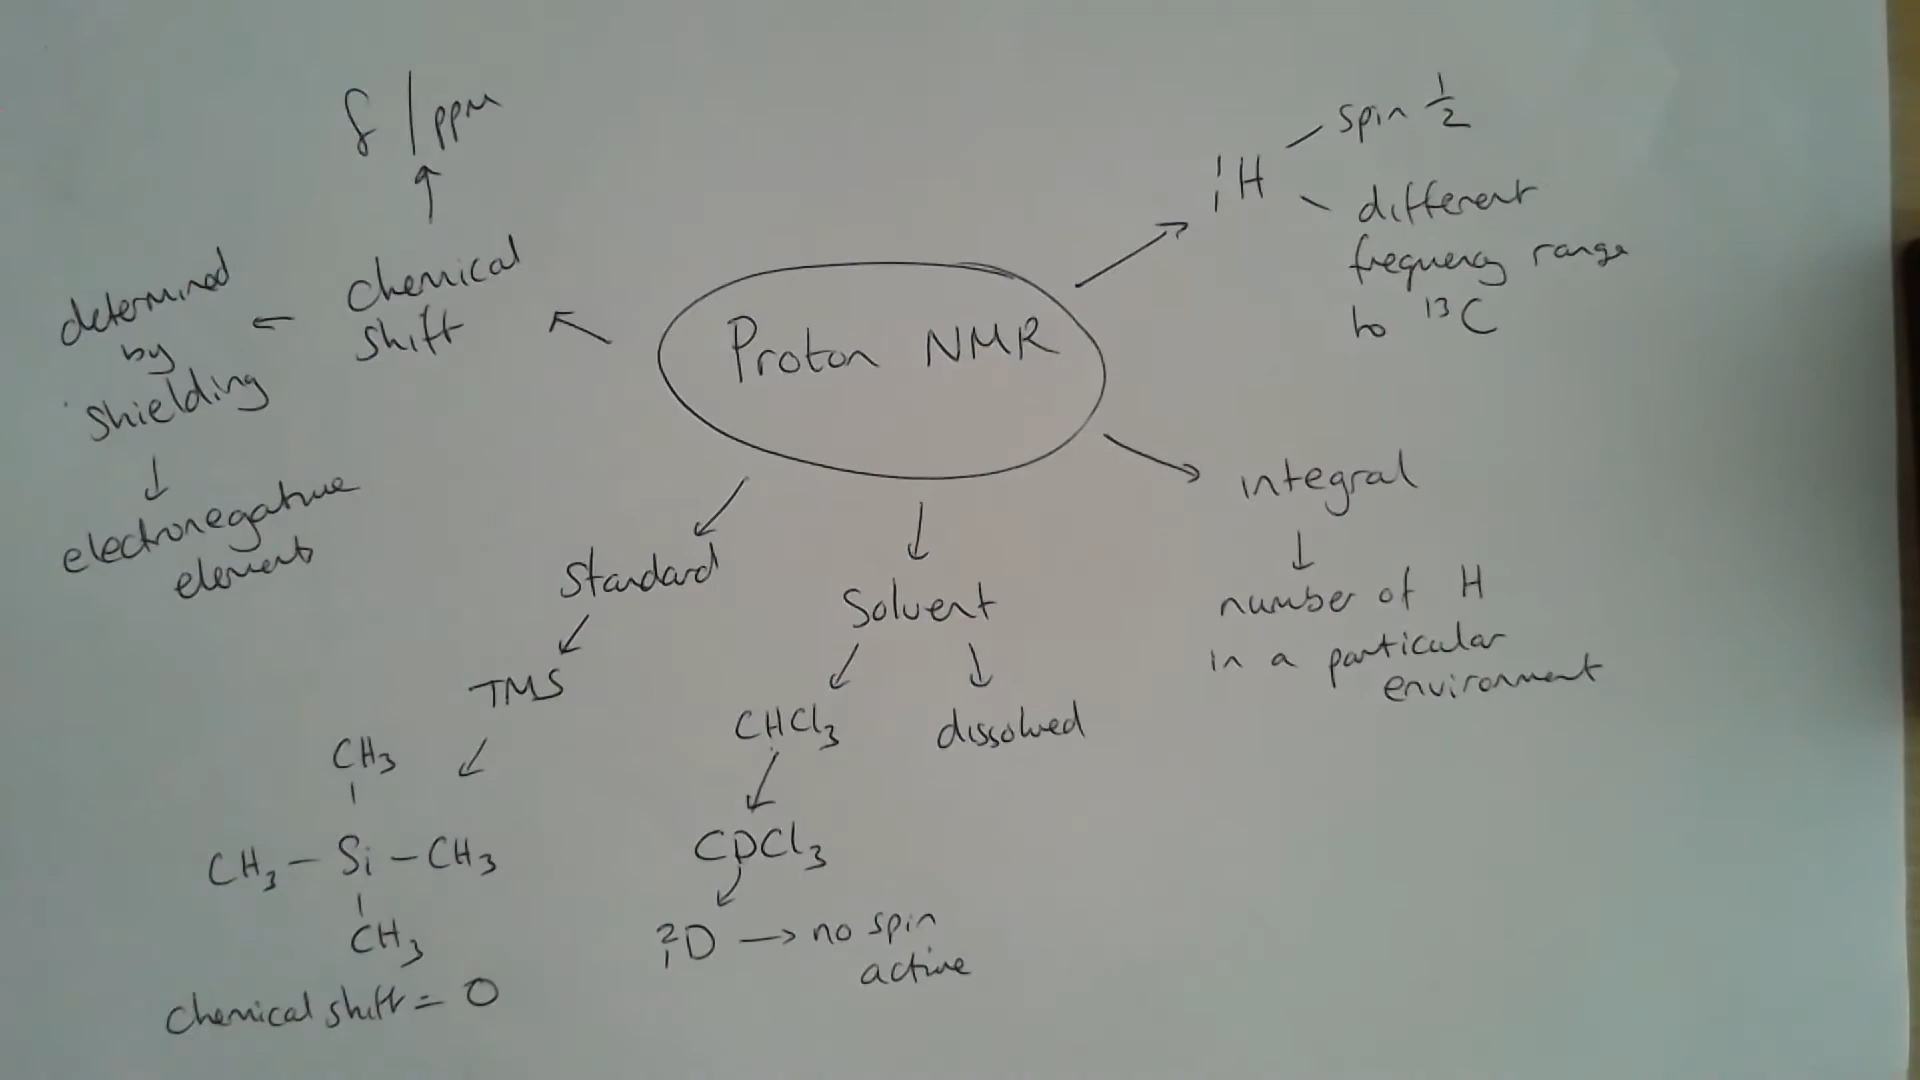 δ /ppm
chemical
shift
determined
by
shielding
electronegative
element
Proton NMR
¹₁H
spin ½
different
frequency range
to ¹³C
integral
number of H
in a particular
environment
Standard
TMS
CH₃
CH₃ – Si – CH₃
CH₃
chemical shift = 0
Solvent
CHCl₃
dissolved
CDCl₃
²₁D → no spin
active